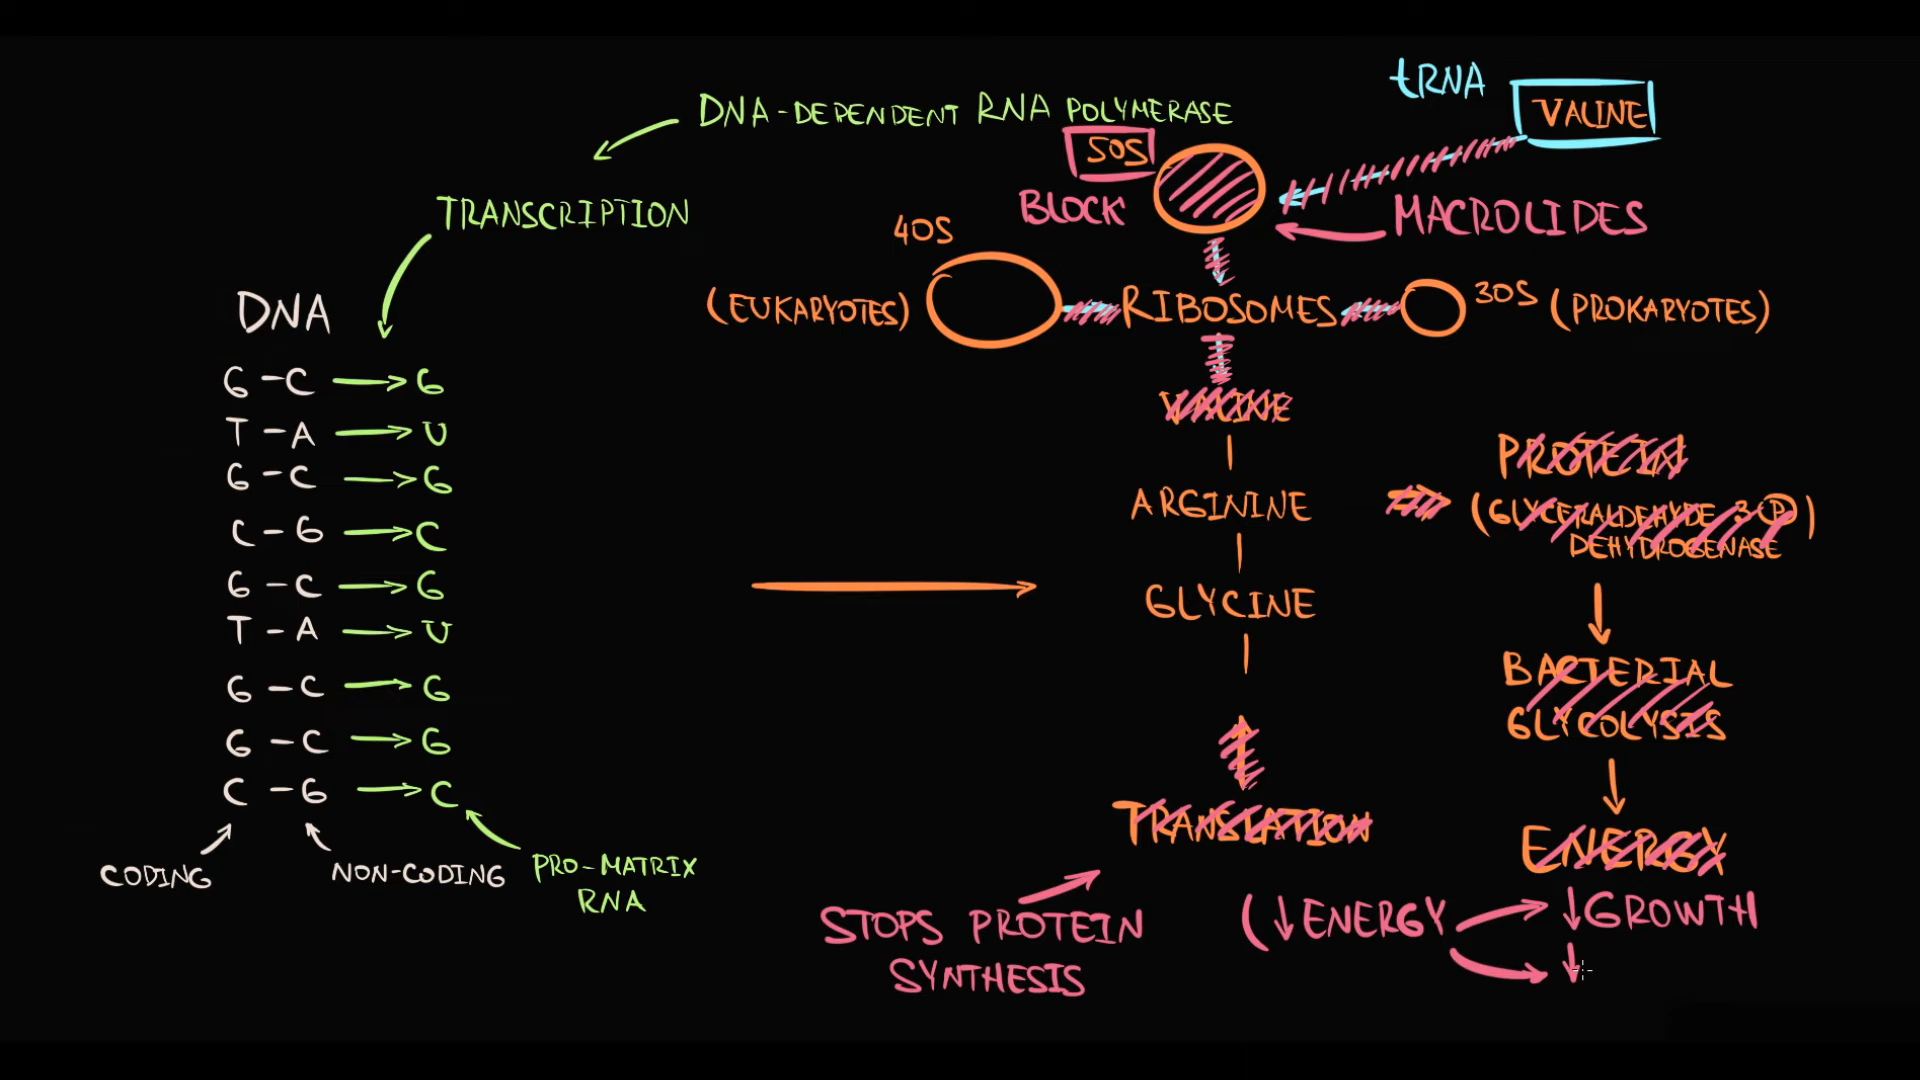 tRNA
VALINE
DNA-DEPENDENT RNA POLYMERASE
50S
BLOCK
MACROLIDES
TRANSCRIPTION
40S
(EUKARYOTES)
RIBOSOMES
30S (PROKARYOTES)
DNA
G - C → G
T - A → U
G - C → G
C - G → C
G - C → G
T - A → U
G - C → G
G - C → G
C - G → C
CODING
NON-CODING
PRO-MATRIX
RNA
VALINE
ARGININE
GLYCINE
TRANSLATION
STOPS PROTEIN
SYNTHESIS
PROTEIN
(GLYCERALDEHYDE 3 P)
DEHYDROGENASE
BACTERIAL
GLYCOLYSIS
ENERGY
(↓ENERGY
↓GROWTH
↓